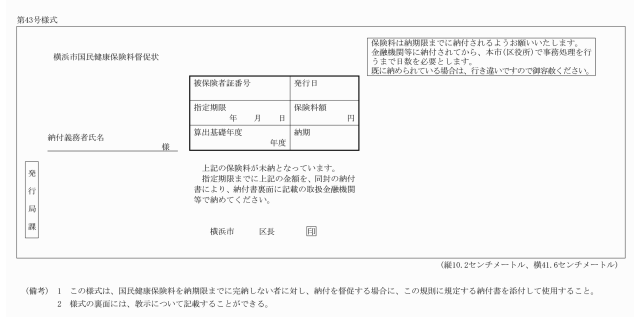 第43号様式
横浜市国民健康保険料督促状
保険料は納期限までに納付されるようお願いいたします。
金融機関等に納付されてから、本市(区役所)で事務処理を行
うまで日数を必要とします。
既に納められている場合は、行き違いですので御容赦ください。
被保険者証番号 発行日
指定期限 保険料額
年 月 日 円
算出基礎年度 納期
年度
納付義務者氏名
様
発行局課
上記の保険料が未納となっています。
指定期限までに上記の金額を、同封の納付
書により、納付書裏面に記載の取扱金融機関
等で納めてください。
横浜市 区長 印
(縦10.2センチメートル、横41.6センチメートル)
(備考) 1 この様式は、国民健康保険料を納期限までに完納しない者に対し、納付を督促する場合に、この規則に規定する納付書を添付して使用すること。
2 様式の裏面には、教示について記載することができる。